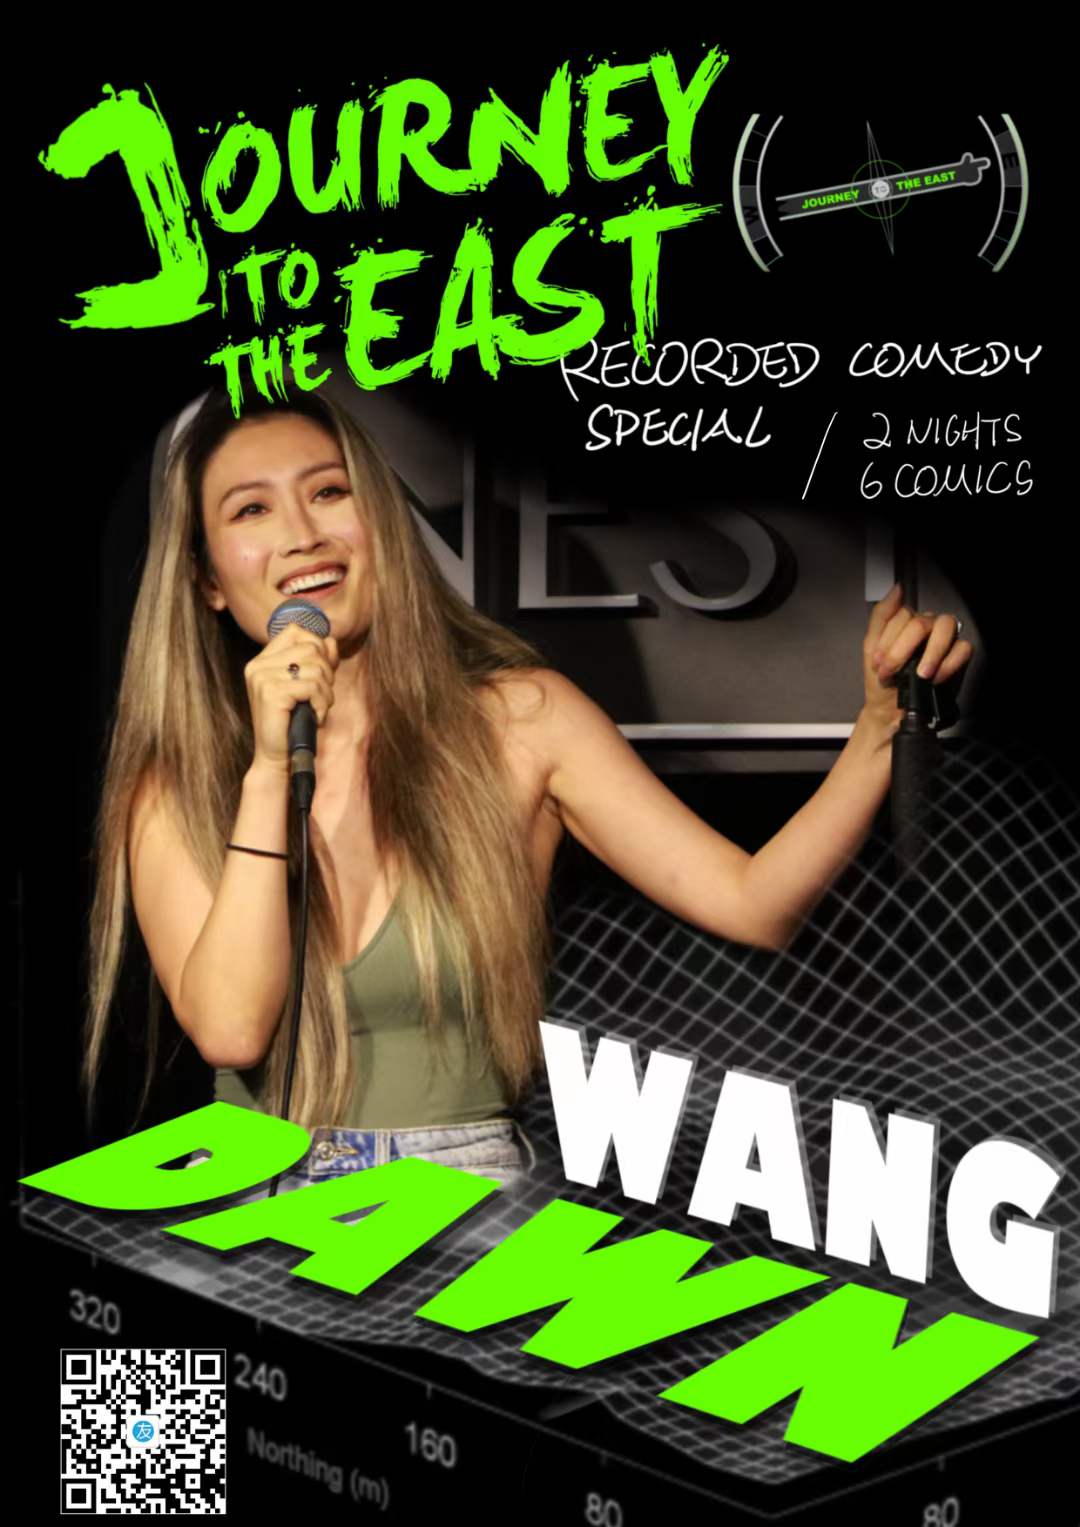 JOURNEY
TO
THE EAST
W
E
JOURNEY TO THE EAST
RECORDED COMEDY
SPECIAL / 2 NIGHTS
6 COMICS
NEST
WANG
DAWN
320
240
160
80
80
Northing (m)
友